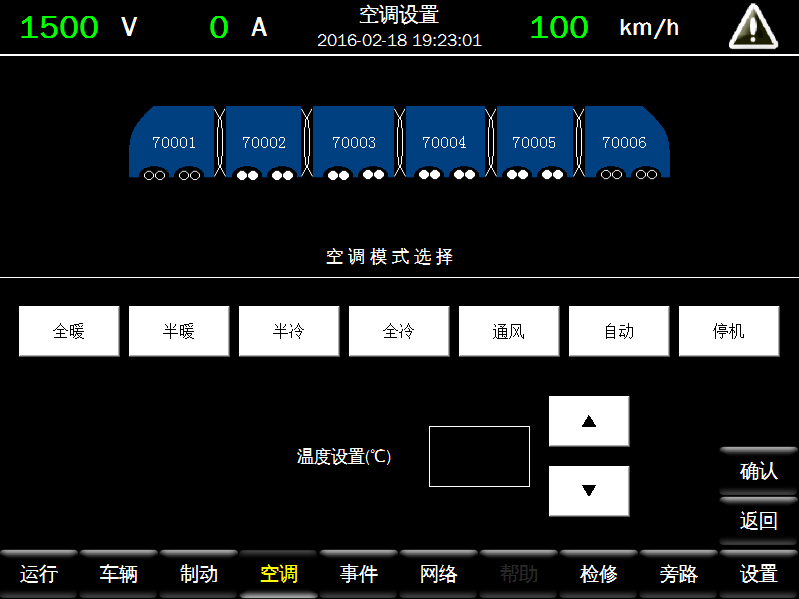 1500 V 0 A 空调设置 100 km/h
2016-02-18 19:23:01
70001 70002 70003 70004 70005 70006
空调模式选择
全暖 半暖 半冷 全冷 通风 自动 停机
温度设置(℃)
确认
返回
运行 车辆 制动 空调 事件 网络 帮助 检修 旁路 设置